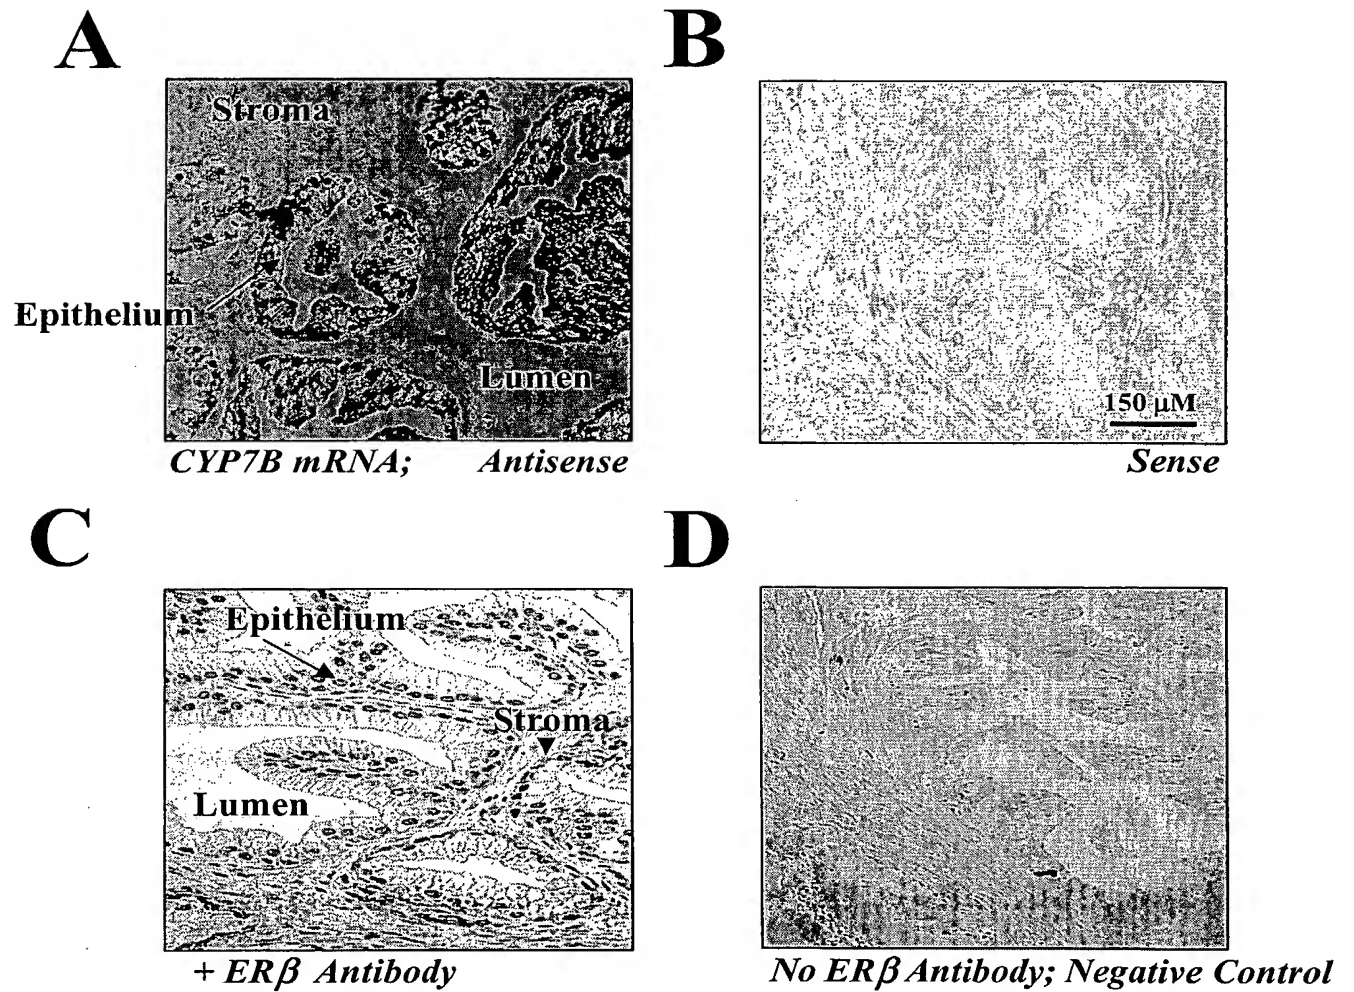 A
B
Stroma
Epithelium
Lumen
150 μM
CYP7B mRNA; Antisense
Sense
C
D
Epithelium
Stroma
Lumen
+ ERβ Antibody
No ERβ Antibody; Negative Control